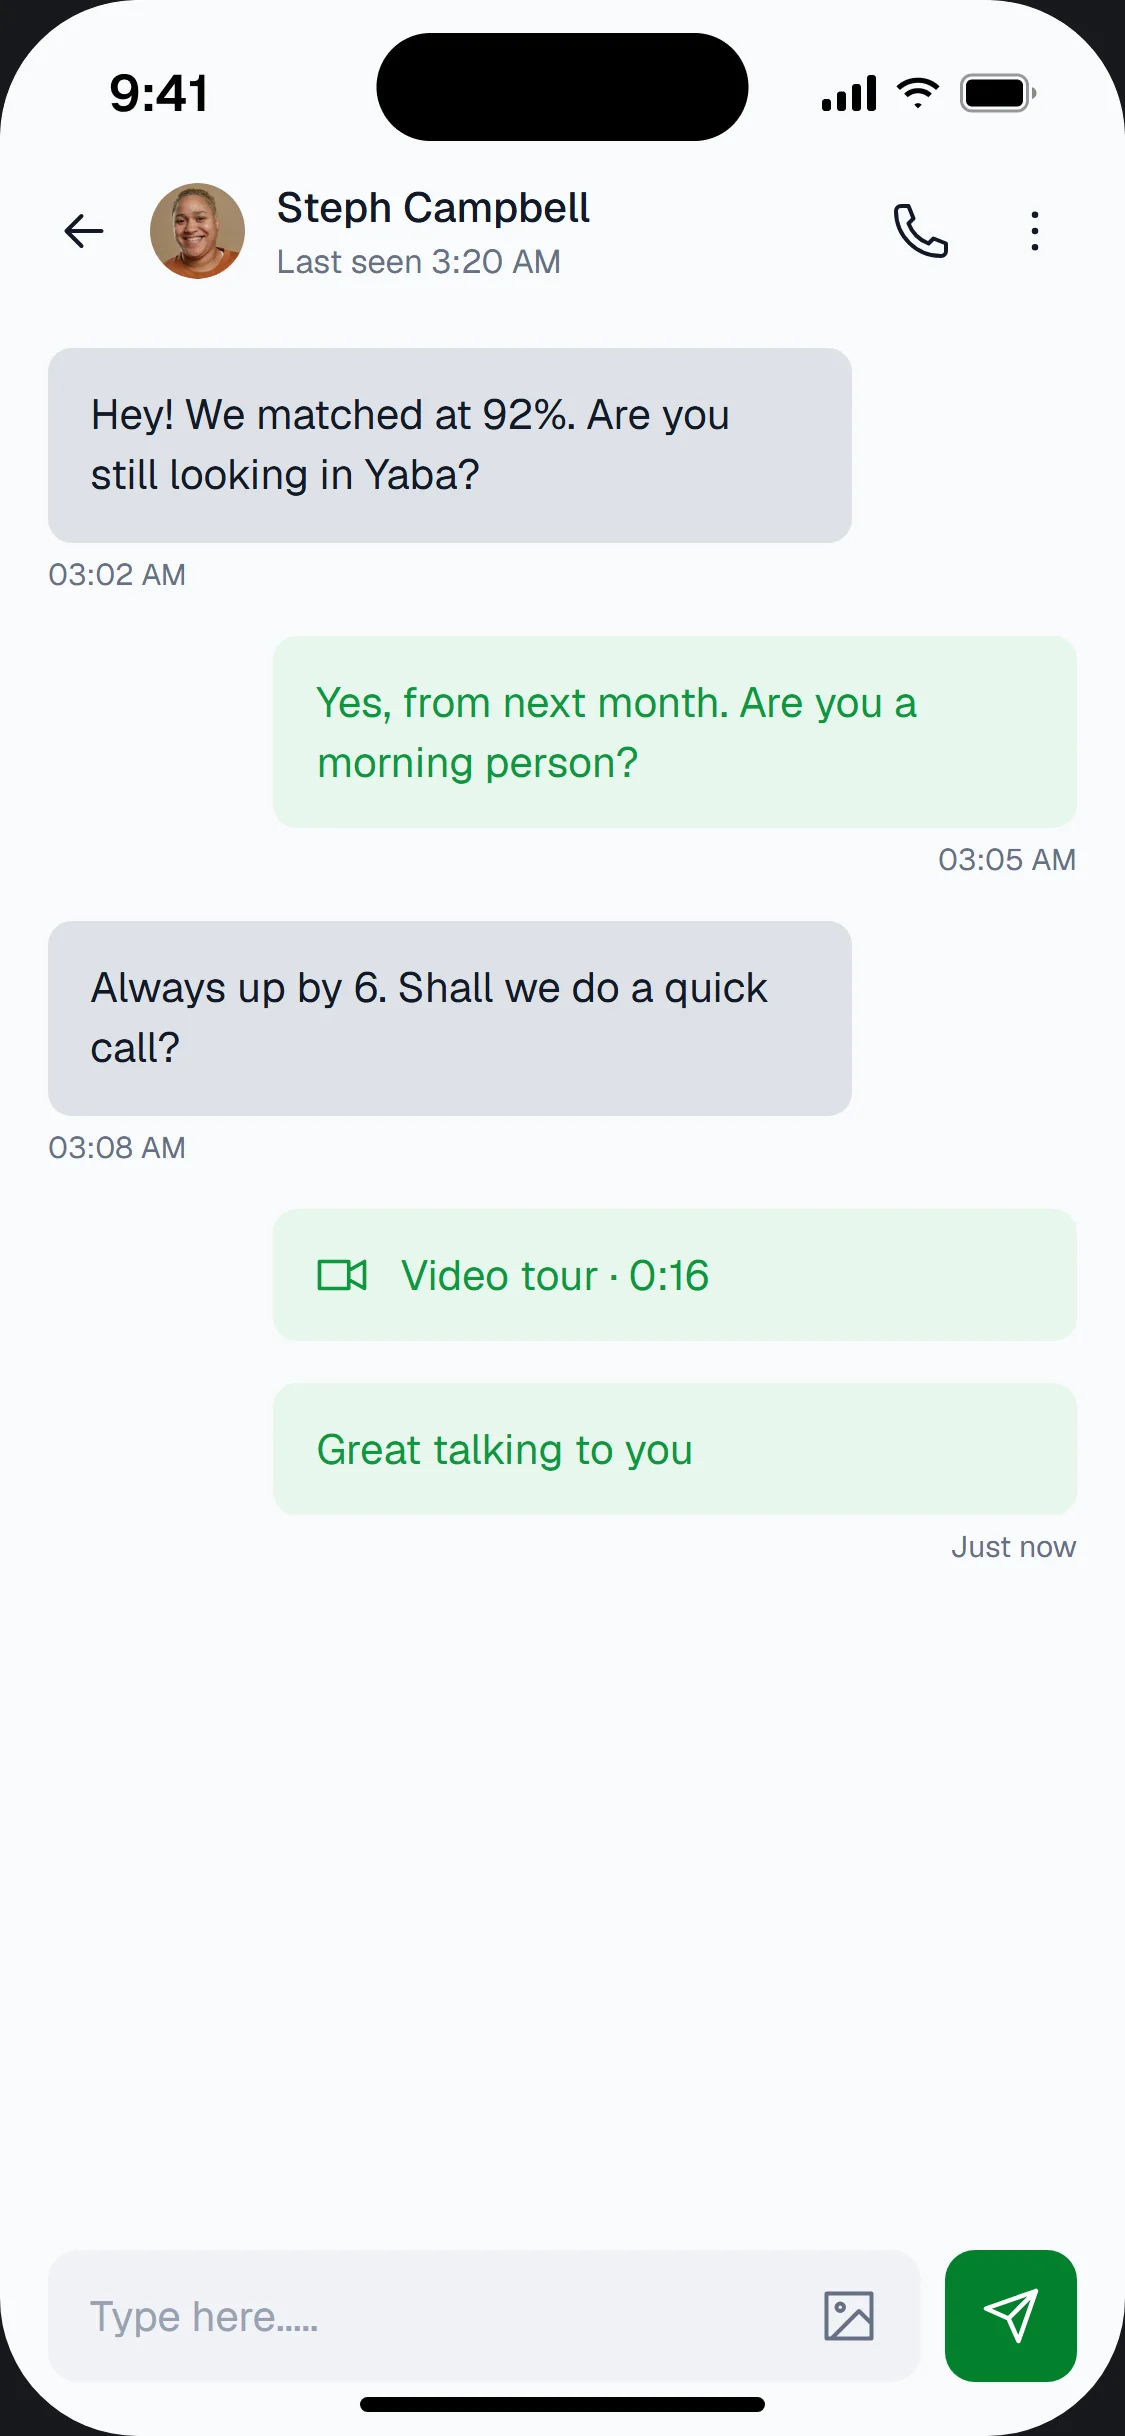 9:41
Steph Campbell
Last seen 3:20 AM
Hey! We matched at 92%. Are you
still looking in Yaba?
03:02 AM
Yes, from next month. Are you a
morning person?
03:05 AM
Always up by 6. Shall we do a quick
call?
03:08 AM
Video tour · 0:16
Great talking to you
Just now
Type here.....